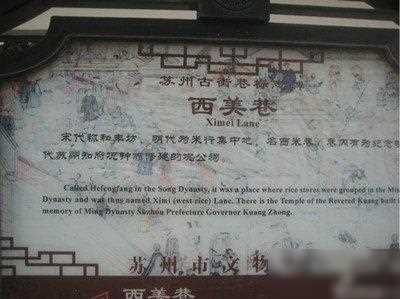 苏州古街巷标志牌
西美巷
Ximei Lane
宋代称和丰坊，明代为米行集中地，名西米巷，巷内有为纪念明
代苏州知府况钟而修建的况公祠。
Called Hefengfang in the Song Dynasty, it was a place where rice stores were grouped in the Ming
Dynasty and was thus named Ximi (west rice) Lane. There is the Temple of the Revered Kuang built in
memory of Ming Dynasty Suzhou Prefecture Governor Kuang Zhong.
苏州市文物
西美巷